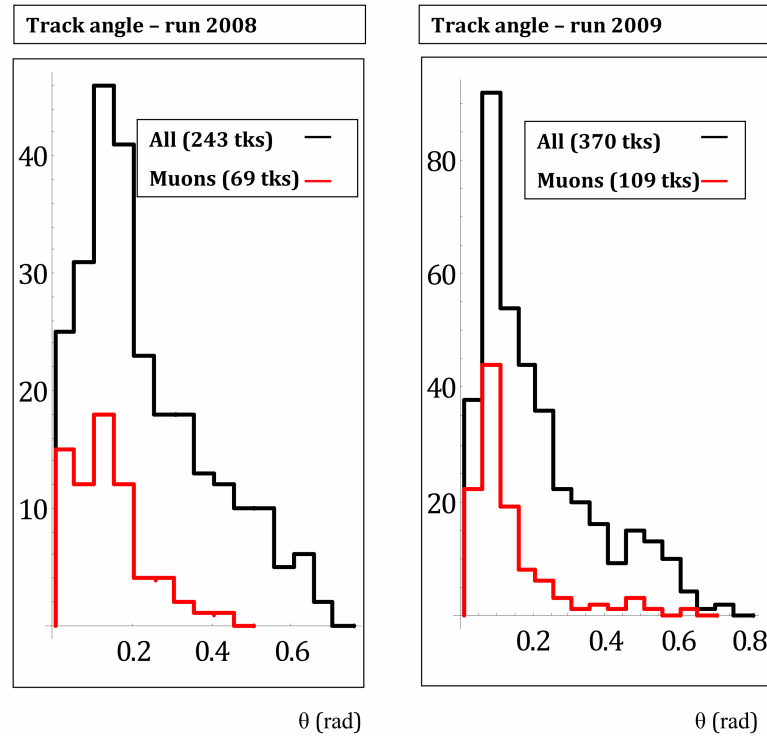 Track angle – run 2008
All (243 tks)
Muons (69 tks)
40
30
20
10
0.2 0.4 0.6
θ (rad)
Track angle – run 2009
All (370 tks)
Muons (109 tks)
80
60
40
20
0.2 0.4 0.6 0.8
θ (rad)